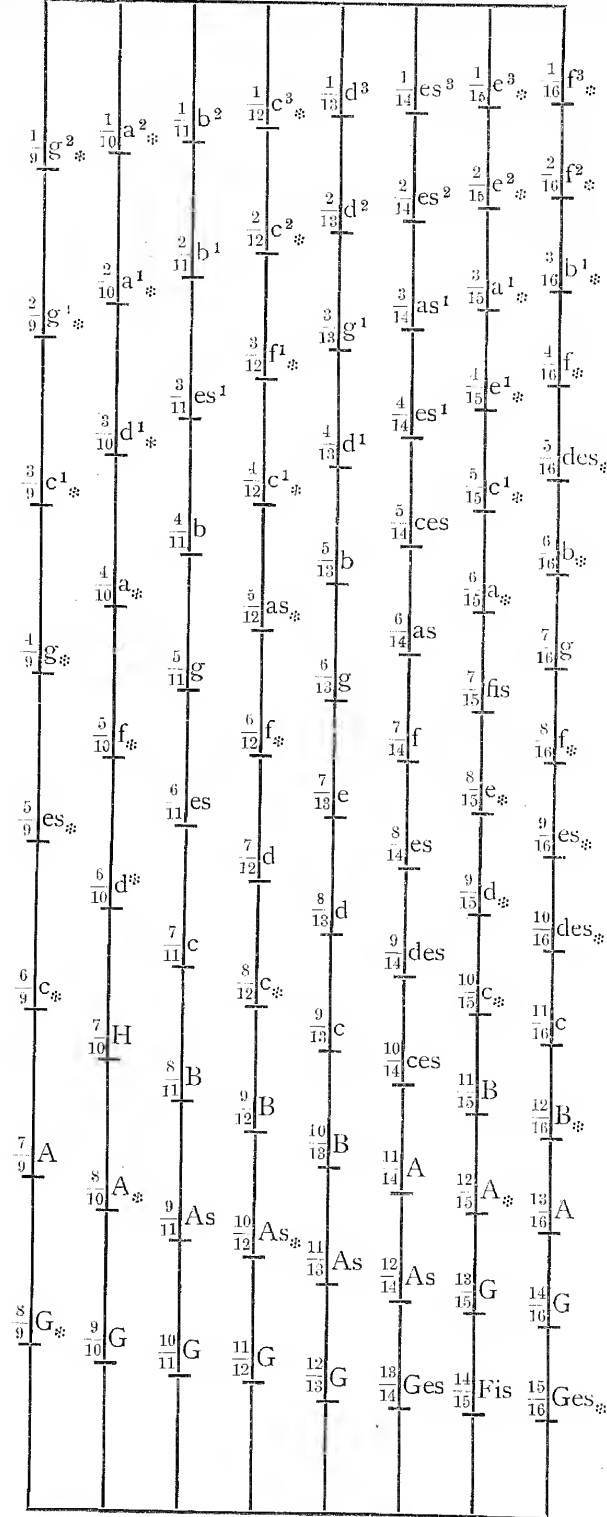 1/9 g²*
2/9 g¹*
3/9 c¹*
4/9 g*
5/9 es*
6/9 c*
7/9 A
8/9 G*
1/10 a²*
2/10 a¹*
3/10 d¹*
4/10 a*
5/10 f*
6/10 d*
7/10 H
8/10 A*
9/10 G
1/11 b²
2/11 b¹
3/11 es¹
4/11 b
5/11 g
6/11 es
7/11 c
8/11 B
9/11 As
10/11 G
1/12 c³*
2/12 c²*
3/12 f¹*
4/12 c¹*
5/12 as*
6/12 f*
7/12 d
8/12 c*
9/12 B
10/12 As*
11/12 G
1/13 d³
2/13 d²
3/13 g¹
4/13 d¹
5/13 b
6/13 g
7/13 e
8/13 d
9/13 c
10/13 B
11/13 As
12/13 G
1/14 es³
2/14 es²
3/14 as¹
4/14 es¹
5/14 ces
6/14 as
7/14 f
8/14 es
9/14 des
10/14 ces
11/14 A
12/14 As
13/14 Ges
1/15 e³*
2/15 e²*
3/15 a¹*
4/15 e¹*
5/15 c¹*
6/15 a*
7/15 fis
8/15 e*
9/15 d*
10/15 c*
11/15 B
12/15 A*
13/15 G
14/15 Fis
1/16 f³*
2/16 f²*
3/16 b¹*
4/16 f*
5/16 des*
6/16 b*
7/16 g
8/16 f*
9/16 es*
10/16 des*
11/16 c
12/16 B*
13/16 A
14/16 G
15/16 Ges*